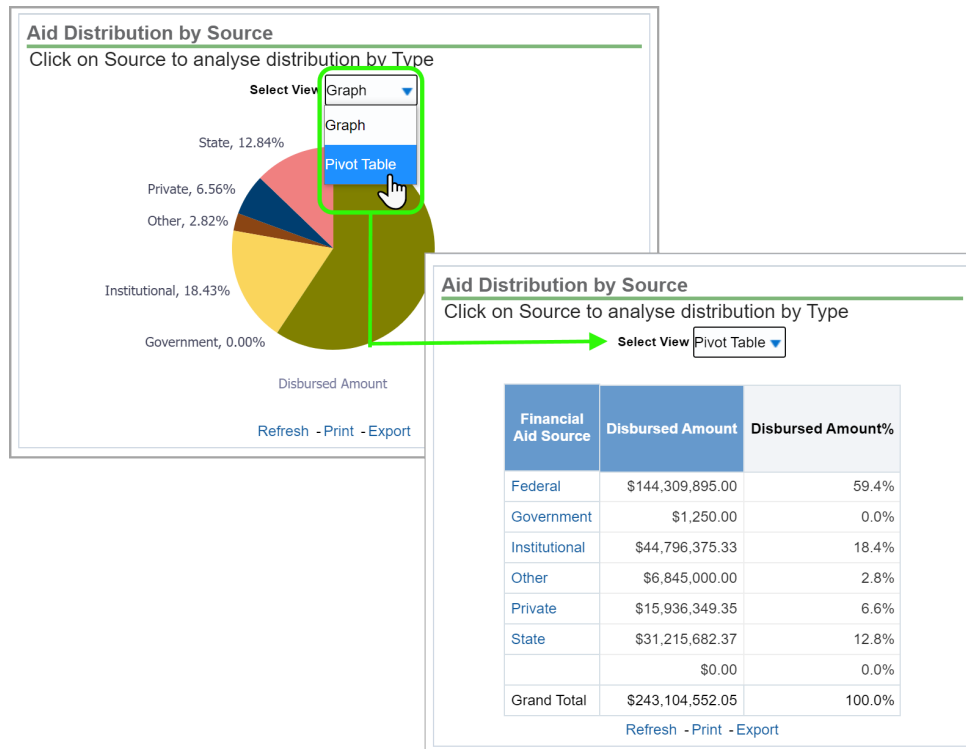 Aid Distribution by Source
Click on Source to analyse distribution by Type
Select View Graph
Graph
Pivot Table
State, 12.84%
Private, 6.56%
Other, 2.82%
Institutional, 18.43%
Government, 0.00%
Disbursed Amount
Refresh - Print - Export
Aid Distribution by Source
Click on Source to analyse distribution by Type
Select View Pivot Table
Financial Aid Source Disbursed Amount Disbursed Amount%
Federal $144,309,895.00 59.4%
Government $1,250.00 0.0%
Institutional $44,796,375.33 18.4%
Other $6,845,000.00 2.8%
Private $15,936,349.35 6.6%
State $31,215,682.37 12.8%
$0.00 0.0%
Grand Total $243,104,552.05 100.0%
Refresh - Print - Export